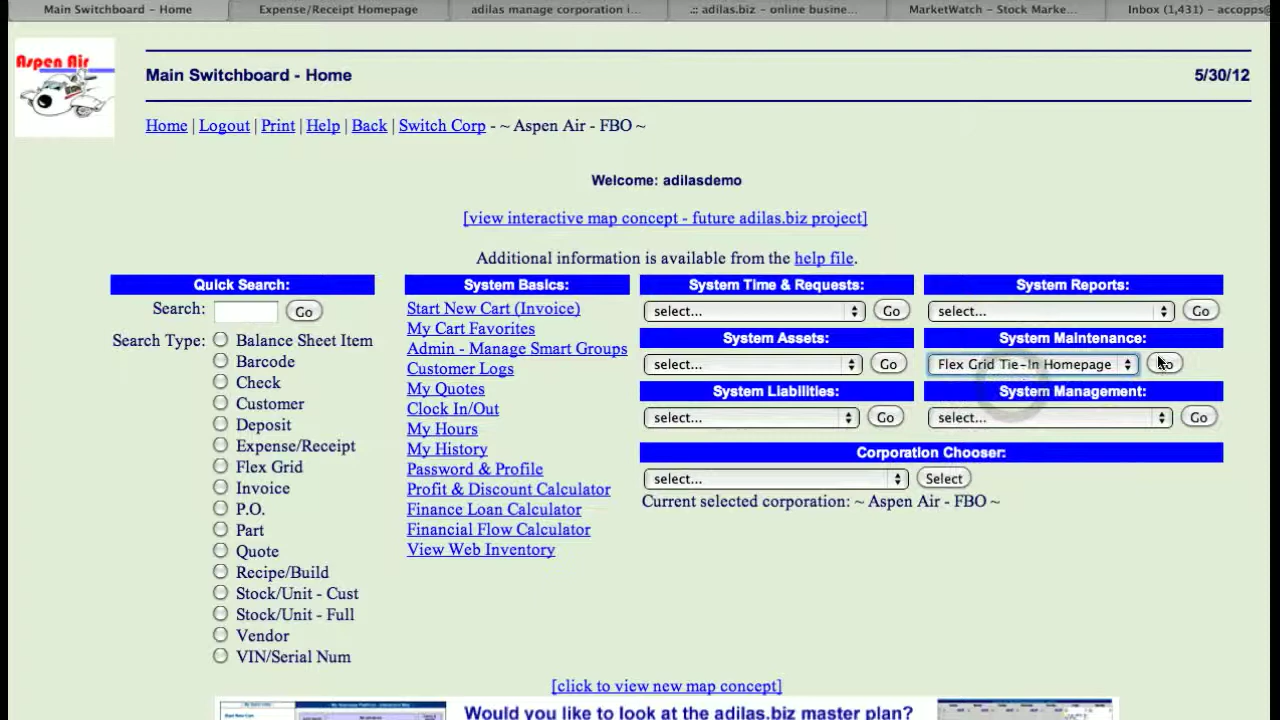 Main Switchboard – Home
Expense/Receipt Homepage
adilas manage corporation i...
.:: adilas.biz – online busine...
MarketWatch – Stock Marke...
Inbox (1,431) – accopps@
Aspen Air
Main Switchboard - Home
5/30/12
Home | Logout | Print | Help | Back | Switch Corp - ~ Aspen Air - FBO ~
Welcome: adilasdemo
[view interactive map concept - future adilas.biz project]
Additional information is available from the help file.
Quick Search:
Search:
Go
Search Type:
Balance Sheet Item
Barcode
Check
Customer
Deposit
Expense/Receipt
Flex Grid
Invoice
P.O.
Part
Quote
Recipe/Build
Stock/Unit - Cust
Stock/Unit - Full
Vendor
VIN/Serial Num
System Basics:
Start New Cart (Invoice)
My Cart Favorites
Admin - Manage Smart Groups
Customer Logs
My Quotes
Clock In/Out
My Hours
My History
Password & Profile
Profit & Discount Calculator
Finance Loan Calculator
Financial Flow Calculator
View Web Inventory
System Time & Requests:
select...
Go
System Reports:
select...
Go
System Assets:
select...
Go
System Maintenance:
Flex Grid Tie-In Homepage
System Liabilities:
select...
Go
System Management:
select...
Go
Corporation Chooser:
select...
Select
Current selected corporation: ~ Aspen Air - FBO ~
[click to view new map concept]
Would you like to look at the adilas.biz master plan?